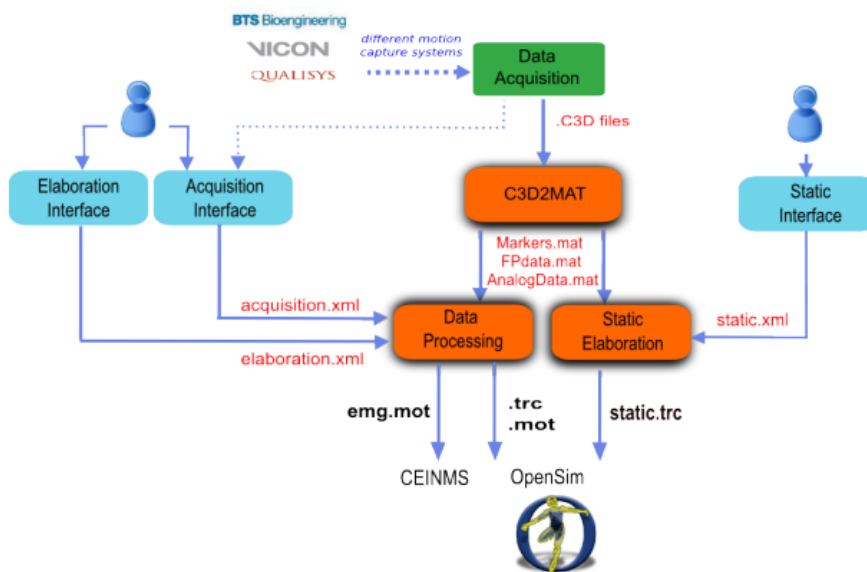 BTS Bioengineering
VICON
QUALISYS
different motion
capture systems
Data
Acquisition
.C3D files
Elaboration
Interface
Acquisition
Interface
C3D2MAT
Static
Interface
Markers.mat
FPdata.mat
AnalogData.mat
acquisition.xml
Data
Processing
Static
Elaboration
static.xml
elaboration.xml
emg.mot
.trc
.mot
static.trc
CEINMS
OpenSim